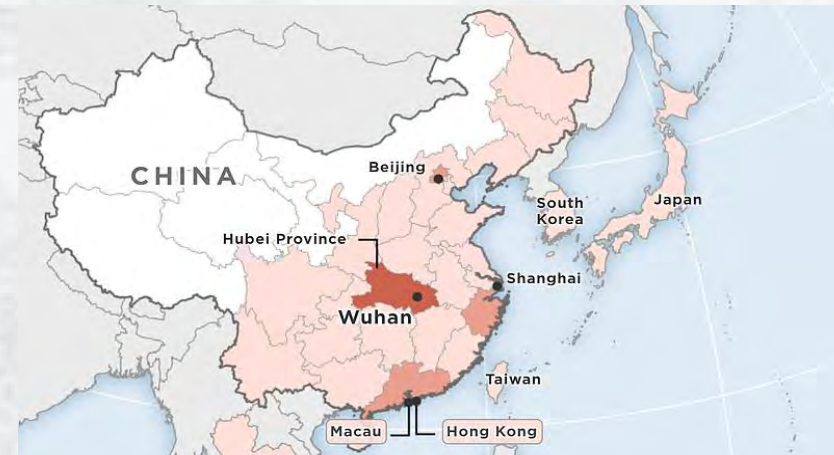 Beijing
CHINA
South
Korea
Japan
Hubei Province
Shanghai
Wuhan
Taiwan
Macau
Hong Kong